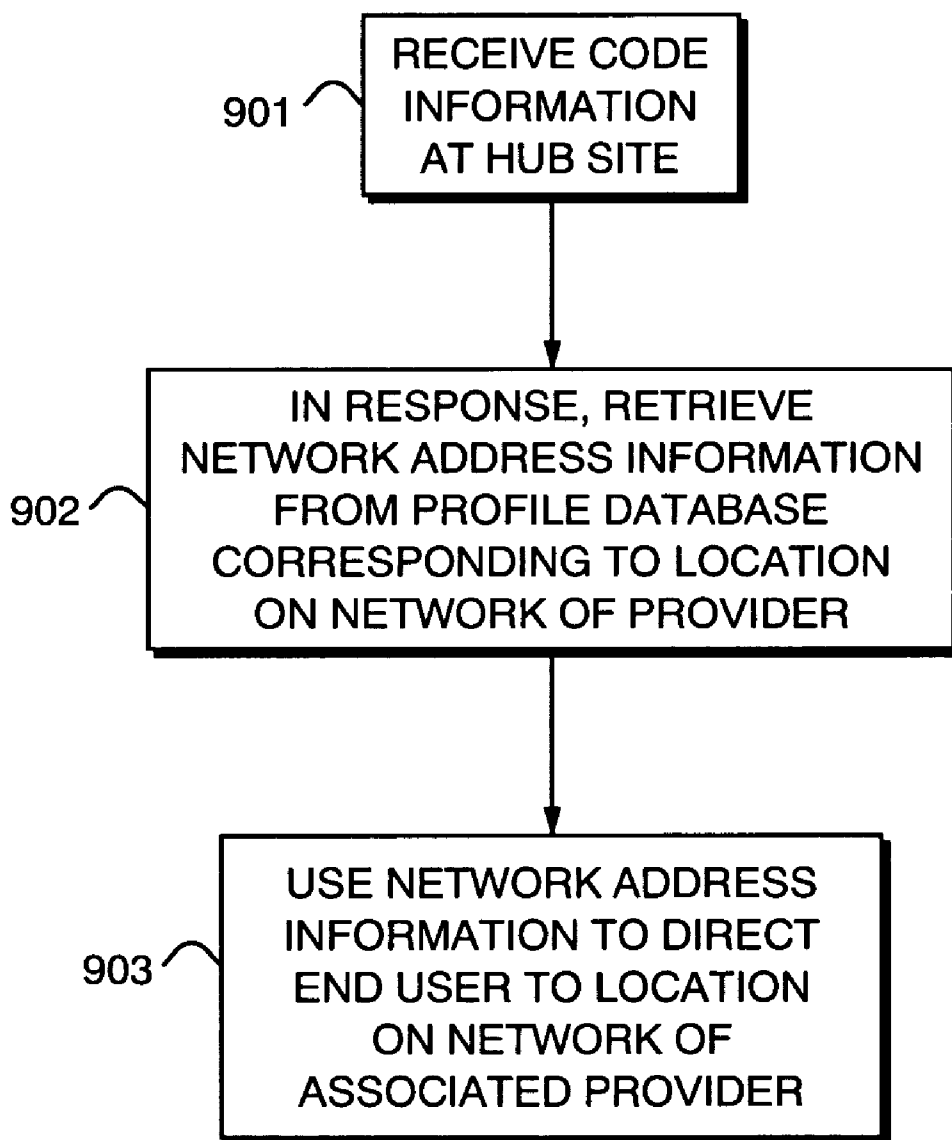 901
RECEIVE CODE
INFORMATION
AT HUB SITE
902
IN RESPONSE, RETRIEVE
NETWORK ADDRESS INFORMATION
FROM PROFILE DATABASE
CORRESPONDING TO LOCATION
ON NETWORK OF PROVIDER
903
USE NETWORK ADDRESS
INFORMATION TO DIRECT
END USER TO LOCATION
ON NETWORK OF
ASSOCIATED PROVIDER